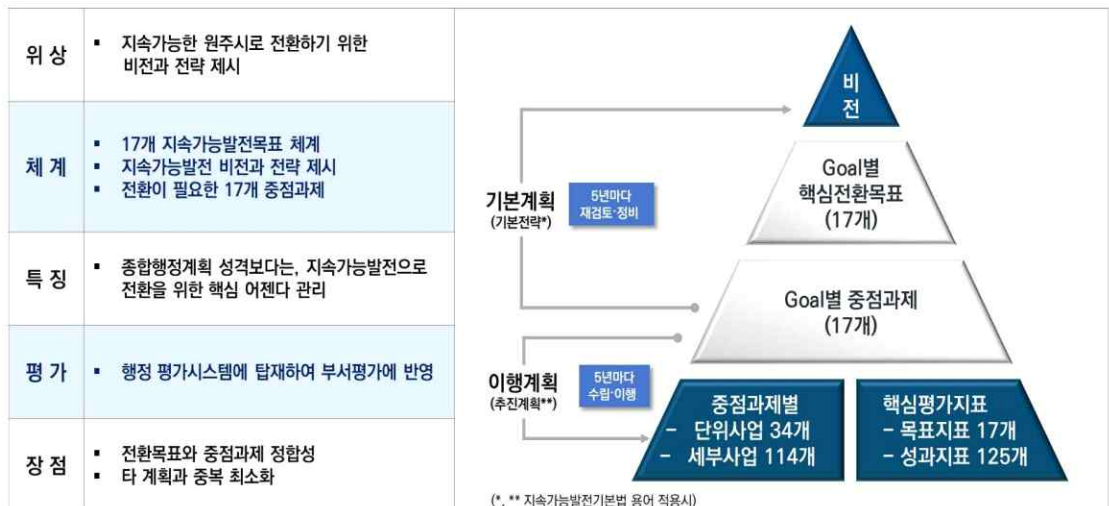 위 상
▪ 지속가능한 원주시로 전환하기 위한
비전과 전략 제시
체 계
▪ 17개 지속가능발전목표 체계
▪ 지속가능발전 비전과 전략 제시
▪ 전환이 필요한 17개 중점과제
특 징
▪ 종합행정계획 성격보다는, 지속가능발전으로
전환을 위한 핵심 어젠다 관리
평 가
▪ 행정 평가시스템에 탑재하여 부서평가에 반영
장 점
▪ 전환목표와 중점과제 정합성
▪ 타 계획과 중복 최소화
비
전
Goal별
핵심전환목표
(17개)
기본계획
(기본전략*)
5년마다
재검토·정비
Goal별 중점과제
(17개)
이행계획
(추진계획**)
5년마다
수립·이행
중점과제별
- 단위사업 34개
- 세부사업 114개
핵심평가지표
- 목표지표 17개
- 성과지표 125개
(*, ** 지속가능발전기본법 용어 적용시)